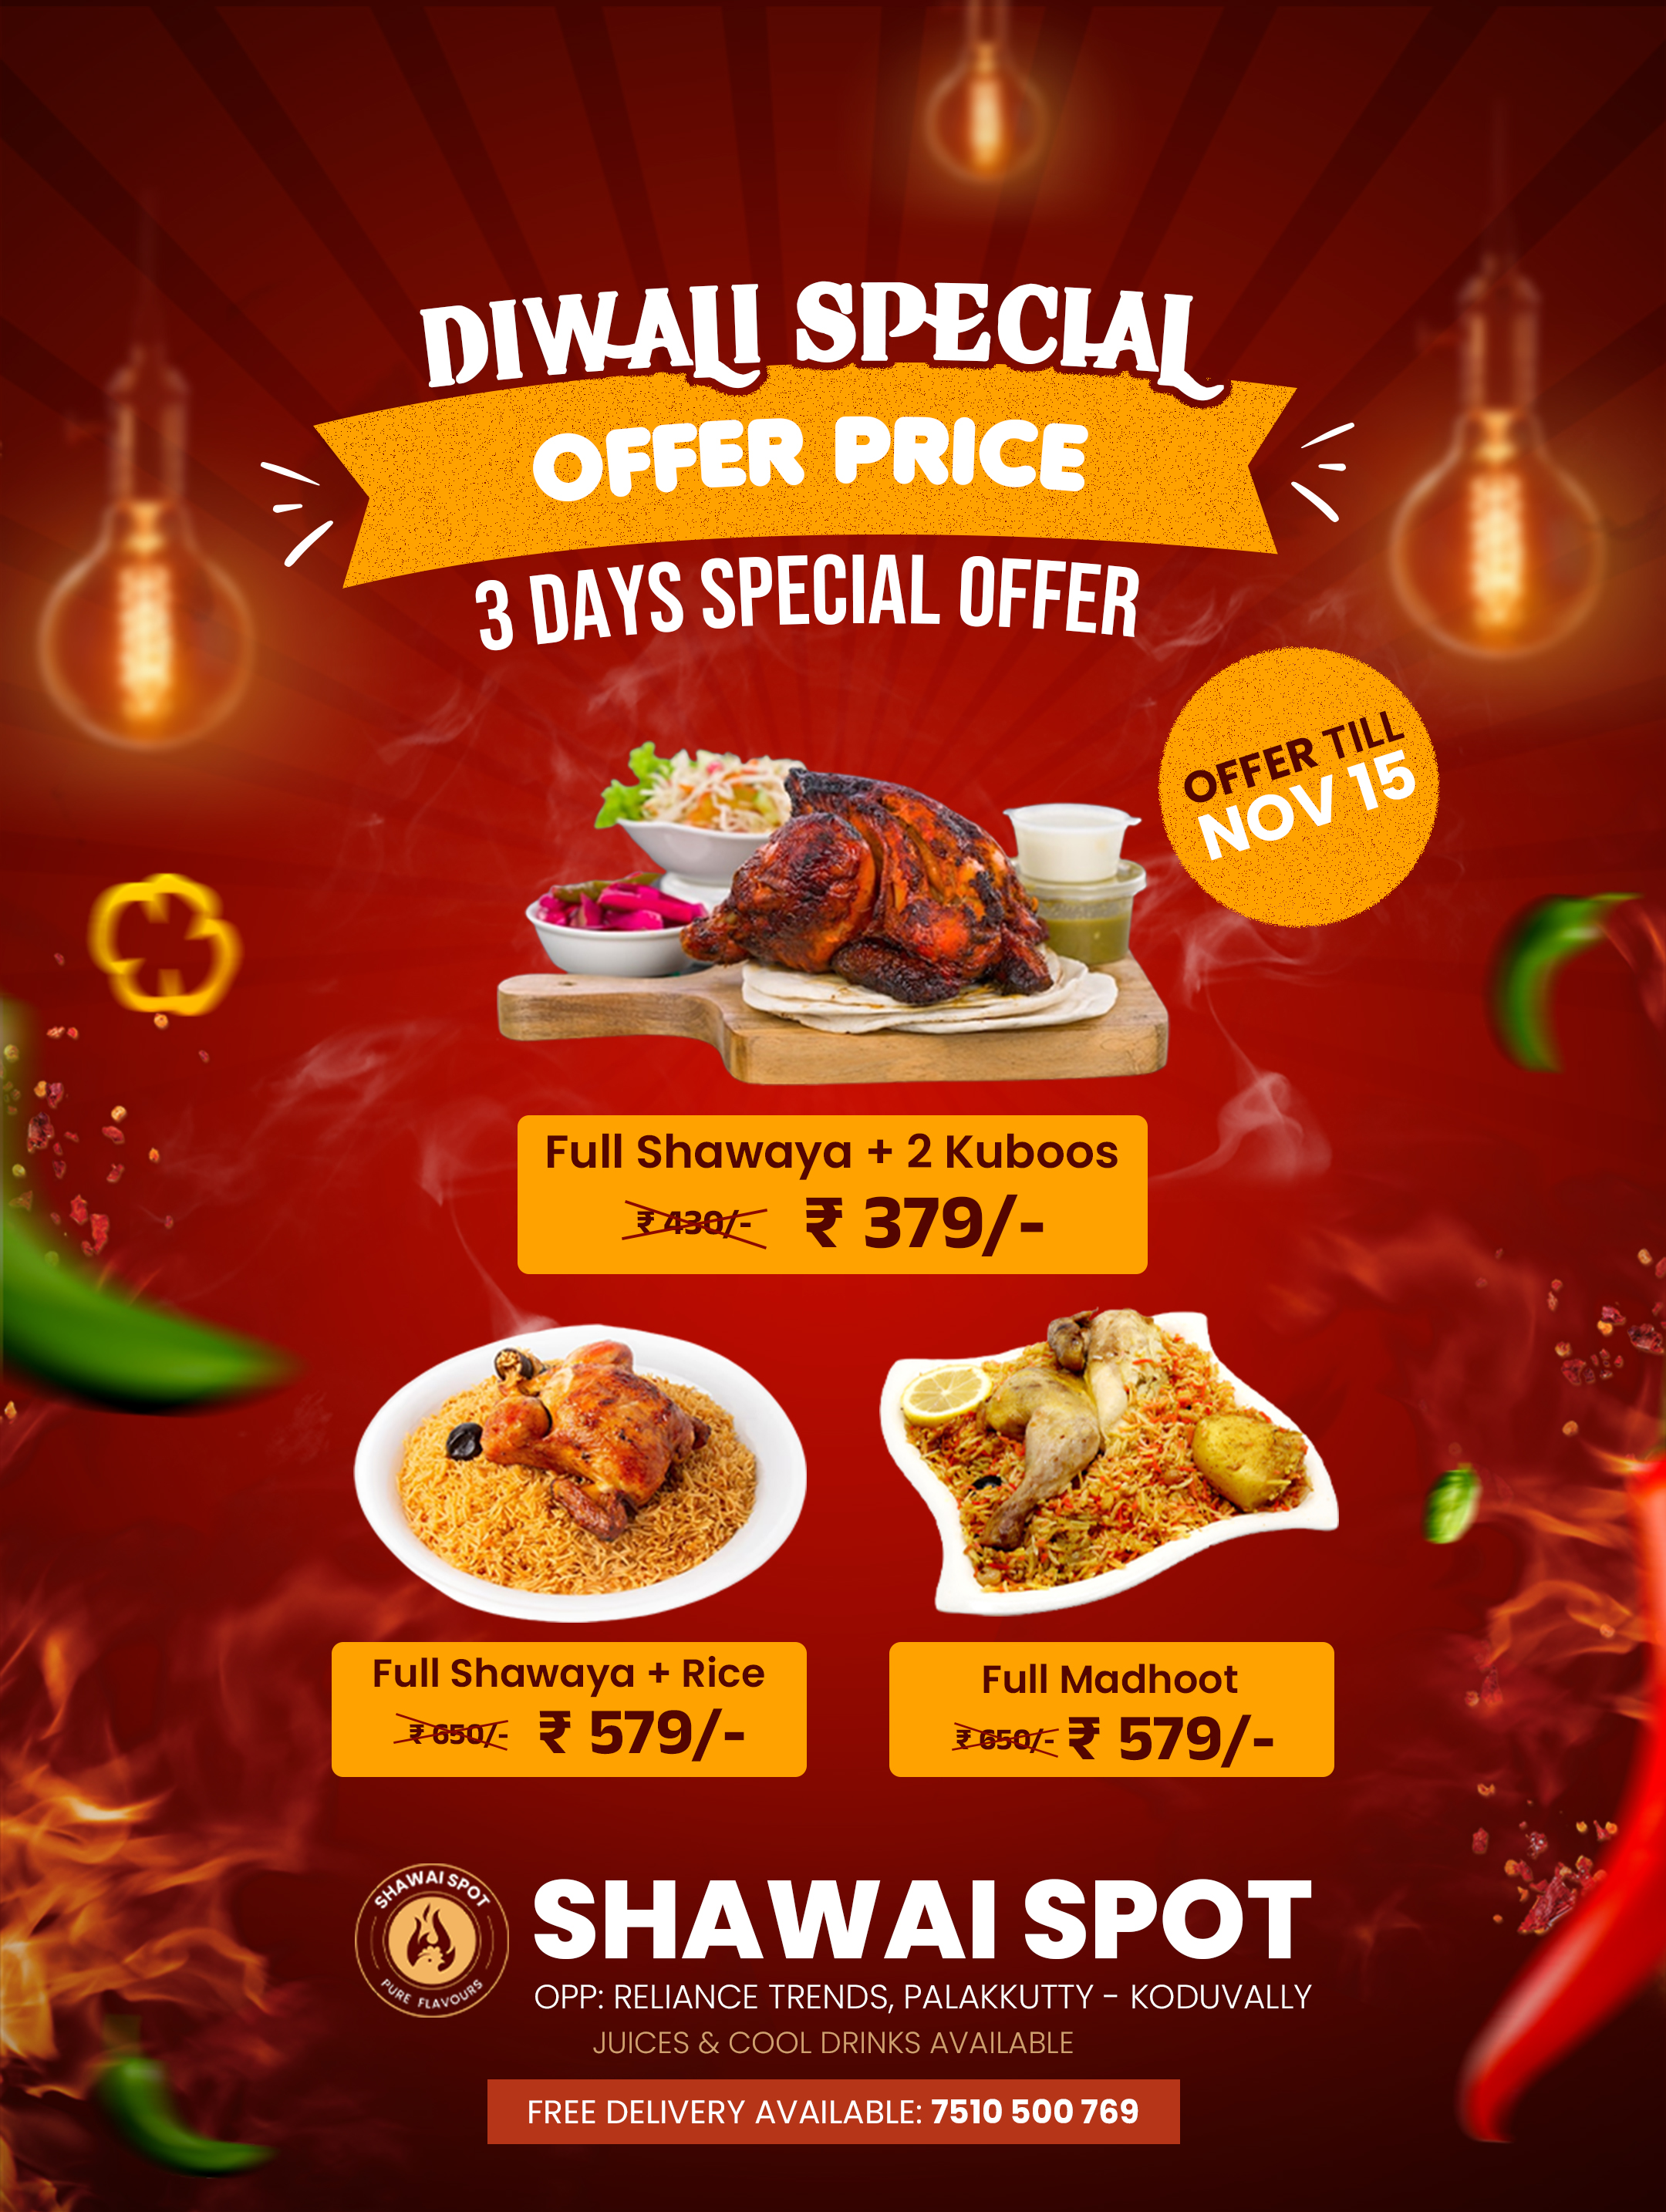 DIWALI SPECIAL
OFFER PRICE
3 DAYS SPECIAL OFFER
OFFER TILL
NOV 15
Full Shawaya + 2 Kuboos
₹ 430/- ₹ 379/-
Full Shawaya + Rice
₹ 650/- ₹ 579/-
Full Madhoot
₹ 650/- ₹ 579/-
SHAWAI SPOT
PURE FLAVOURS
SHAWAI SPOT
OPP: RELIANCE TRENDS, PALAKKUTTY - KODUVALLY
JUICES & COOL DRINKS AVAILABLE
FREE DELIVERY AVAILABLE: 7510 500 769